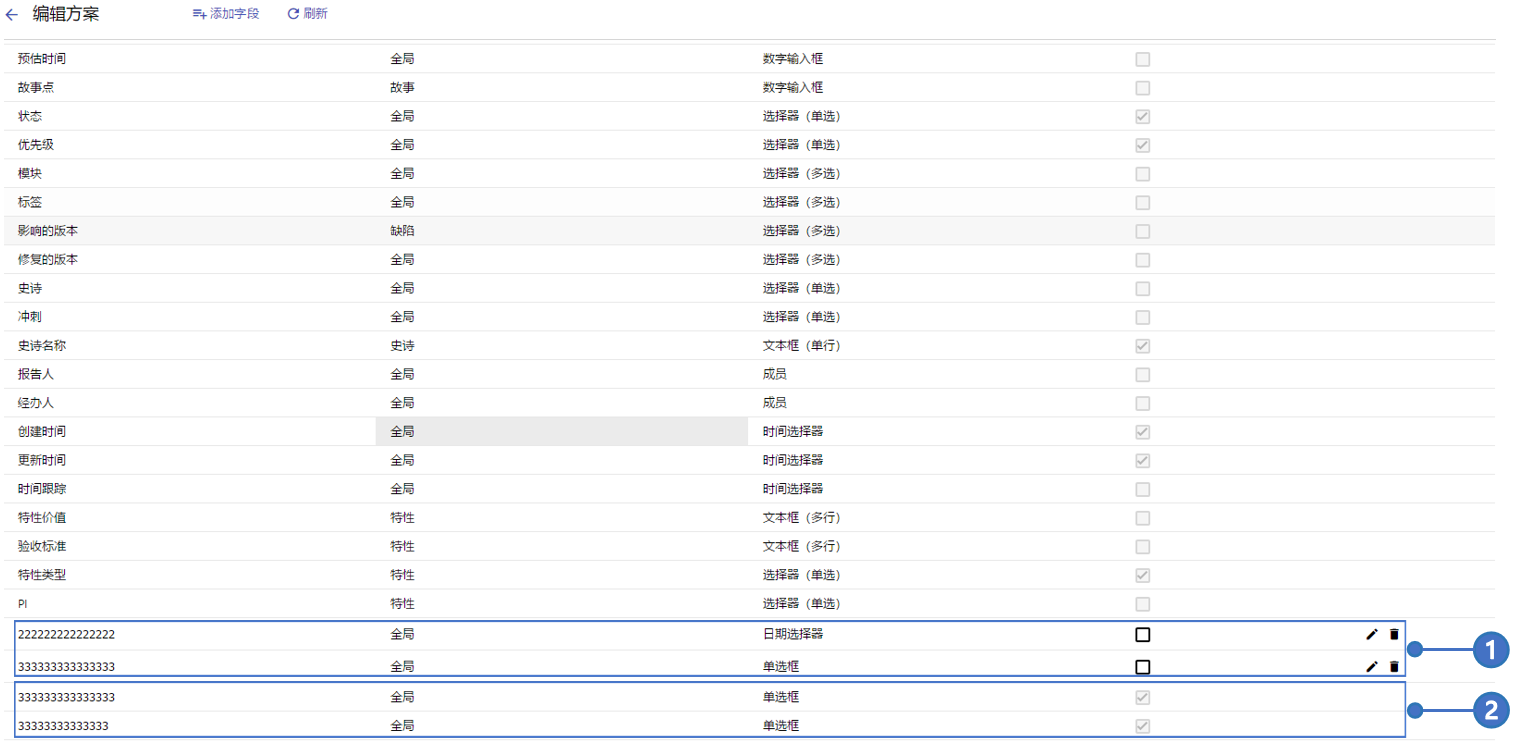 编辑方案 添加字段 刷新
预估时间 全局 数字输入框
故事点 故事 数字输入框
状态 全局 选择器（单选）
优先级 全局 选择器（单选）
模块 全局 选择器（多选）
标签 全局 选择器（多选）
影响的版本 缺陷 选择器（多选）
修复的版本 全局 选择器（多选）
史诗 全局 选择器（单选）
冲刺 全局 选择器（单选）
史诗名称 史诗 文本框（单行）
报告人 全局 成员
经办人 全局 成员
创建时间 全局 时间选择器
更新时间 全局 时间选择器
时间跟踪 全局 时间选择器
特性价值 特性 文本框（多行）
验收标准 特性 文本框（多行）
特性类型 特性 选择器（单选）
PI 特性 选择器（单选）
222222222222222 全局 日期选择器
1
333333333333333 全局 单选框
333333333333333 全局 单选框
2
33333333333333 全局 单选框